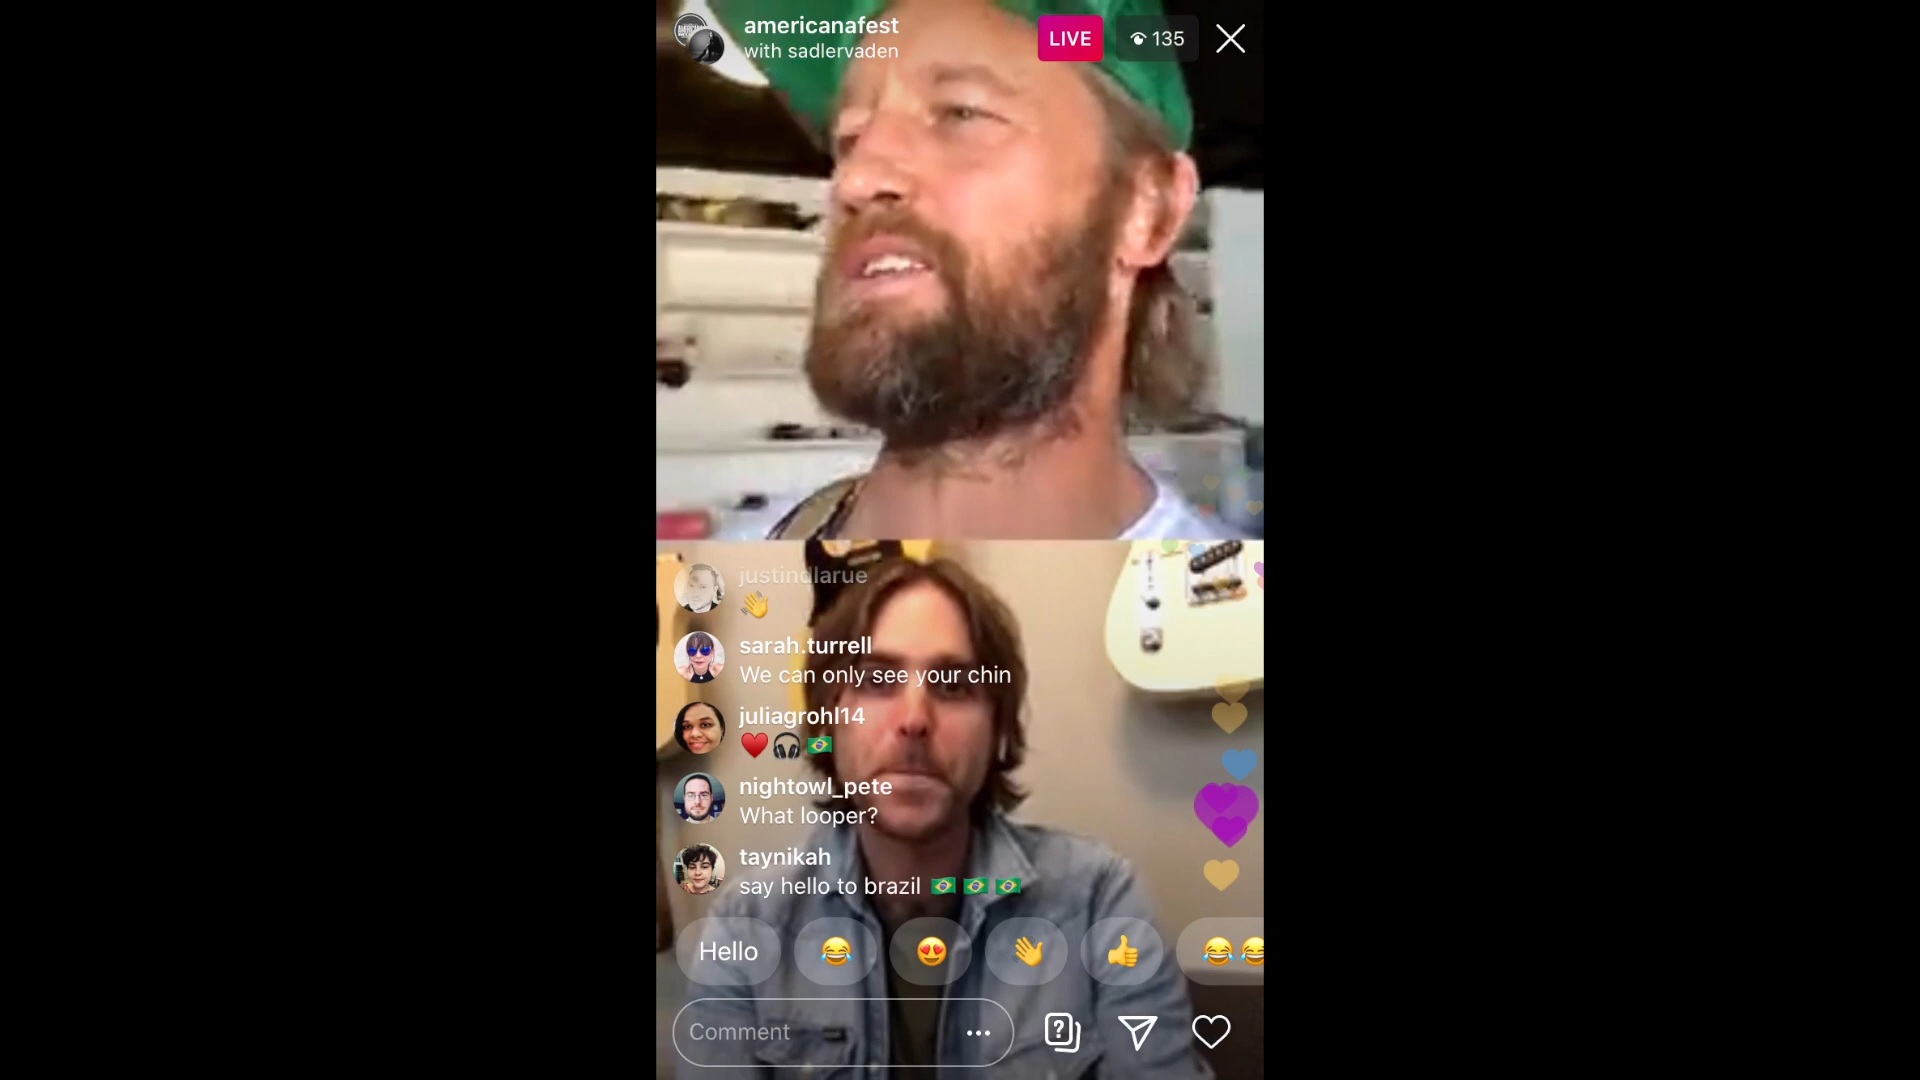 americanafest
with sadlervaden
LIVE
135
justindlarue
👋
sarah.turrell
We can only see your chin
juliagrohl14
♥️🎧🇧🇷
nightowl_pete
What looper?
taynikah
say hello to brazil 🇧🇷 🇧🇷 🇧🇷
Hello 😂 😍 👋 👍 😂 😂
Comment ...